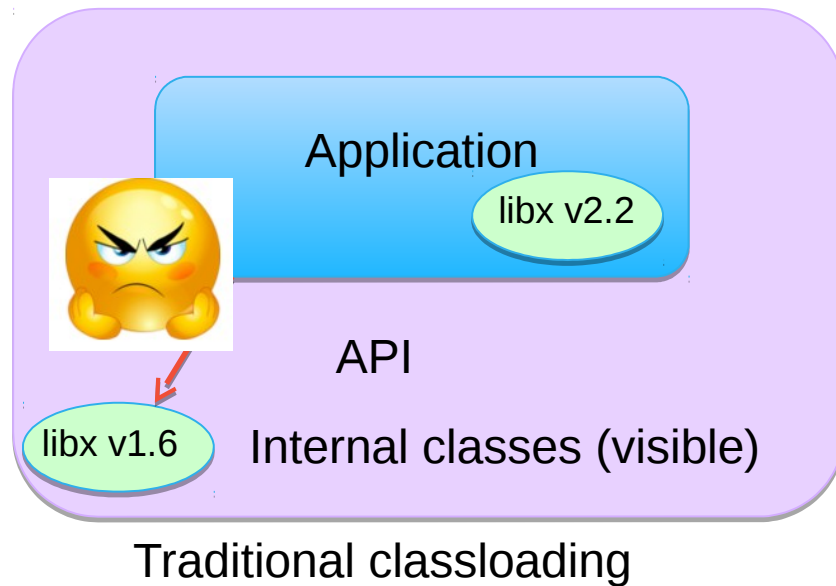 Application
libx v2.2
API
libx v1.6
Internal classes (visible)
Traditional classloading